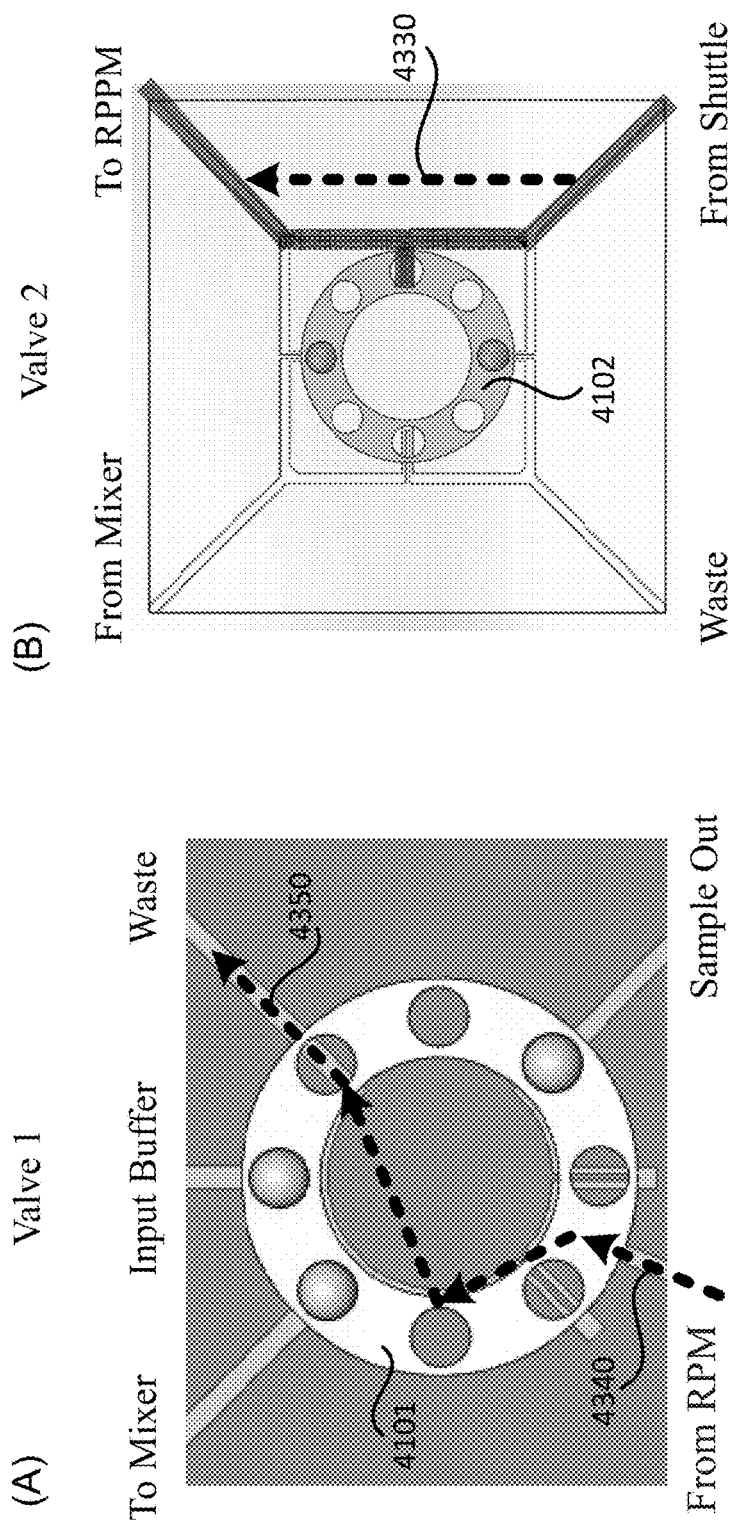 (A)
Valve 1
To Mixer
Input Buffer
Waste
4101
4350
4340
From RPM
Sample Out
(B)
Valve 2
From Mixer
To RPPM
4330
4102
Waste
From Shuttle